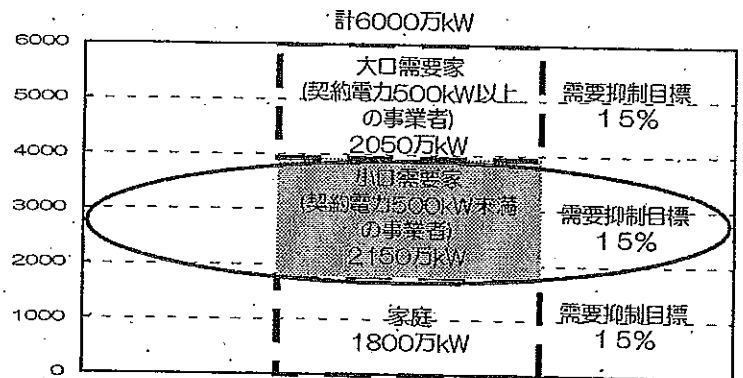 計6000万kW
6000
5000
4000
3000
2000
1000
0
大口需要家
(契約電力500kW以上
の事業者)
2050万kW
需要抑制目標
15%
小口需要家
(契約電力500kW未満
の事業者)
2150万kW
需要抑制目標
15%
家庭
1800万kW
需要抑制目標
15%